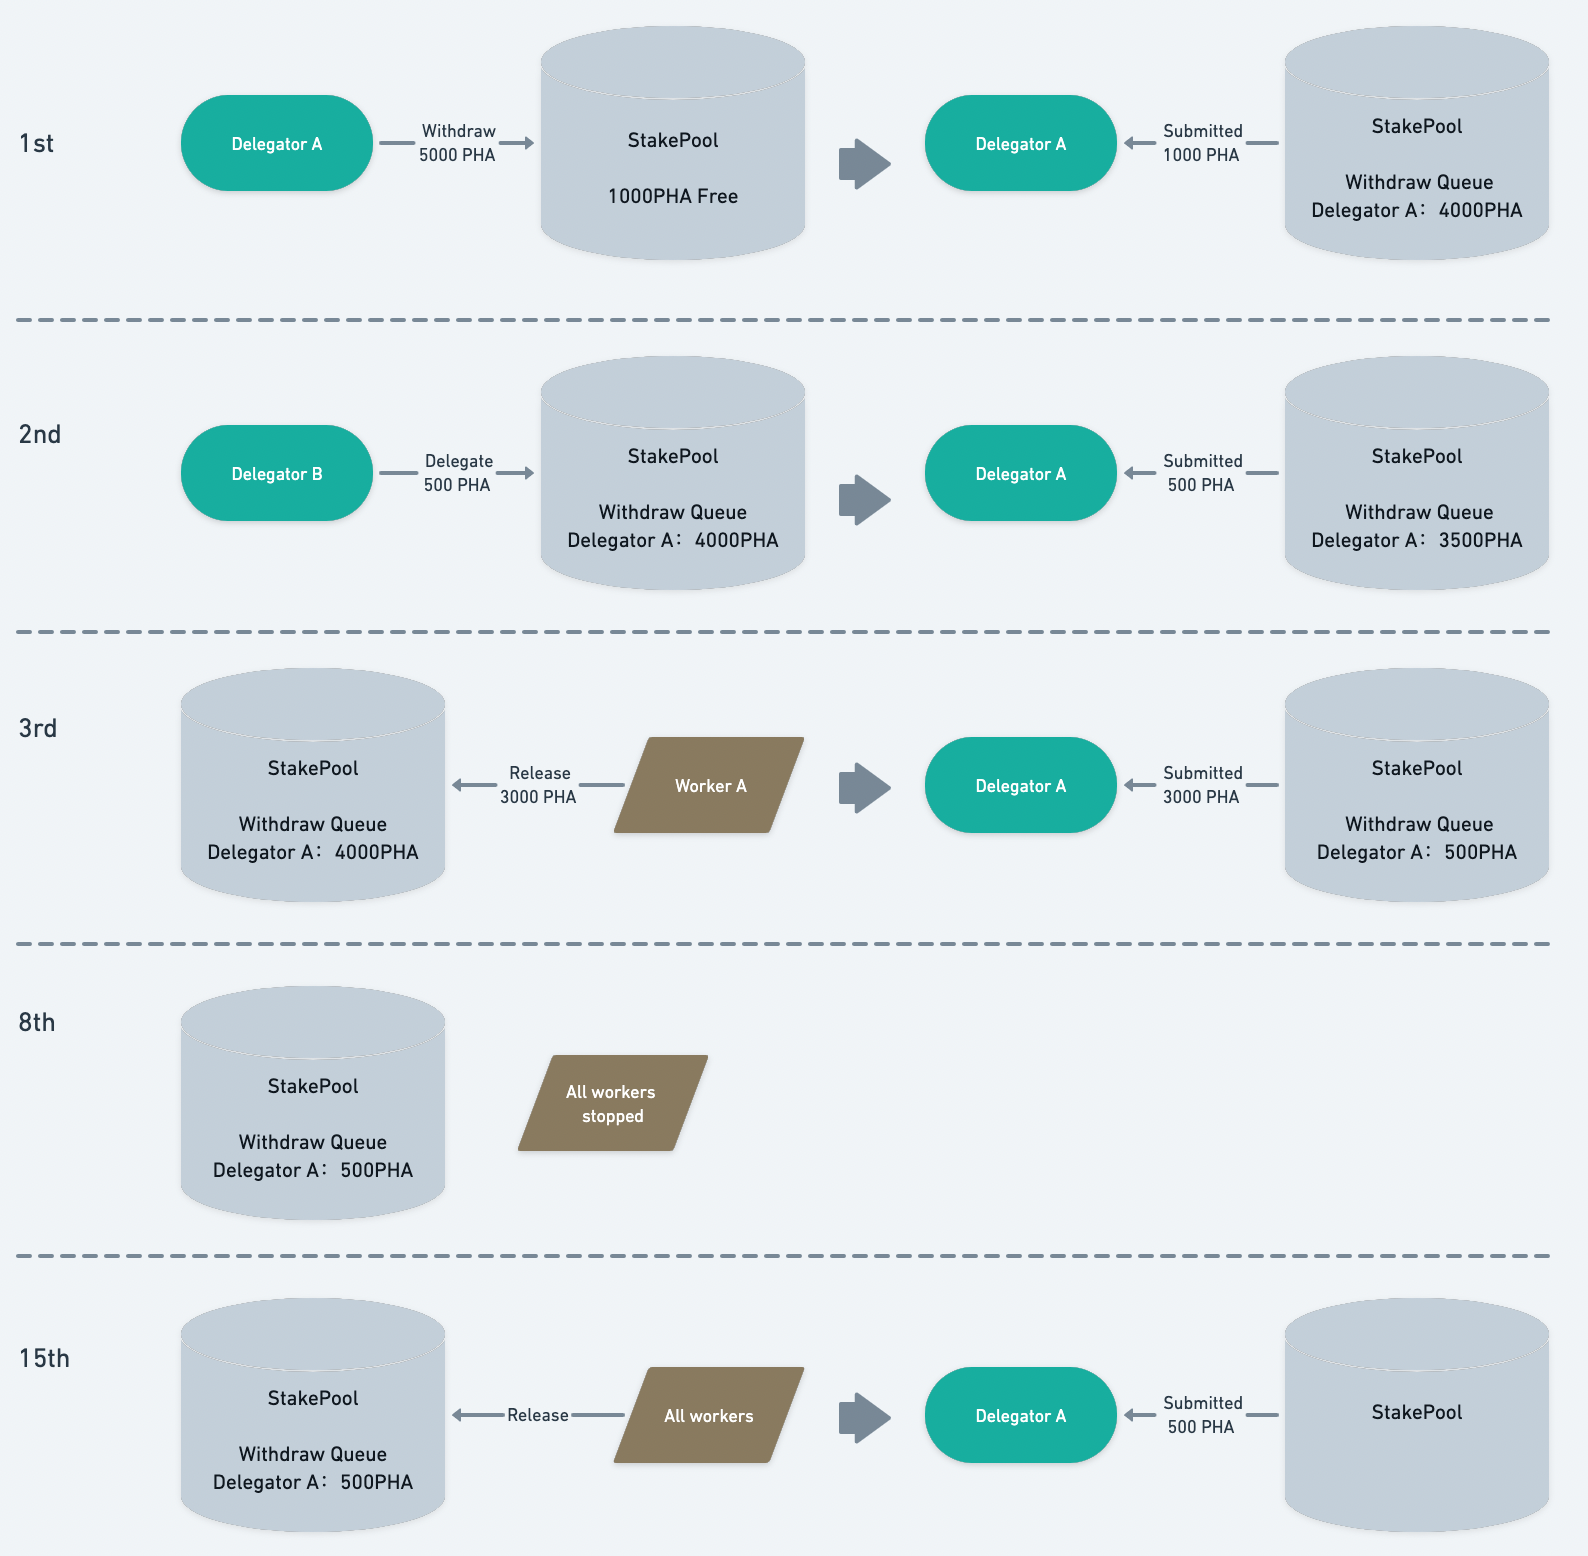 1st
Delegator A
Withdraw
5000 PHA
StakePool
1000PHA Free
Delegator A
Submitted
1000 PHA
StakePool
Withdraw Queue
Delegator A： 4000PHA
2nd
Delegator B
Delegate
500 PHA
StakePool
Withdraw Queue
Delegator A： 4000PHA
Delegator A
Submitted
500 PHA
StakePool
Withdraw Queue
Delegator A： 3500PHA
3rd
StakePool
Withdraw Queue
Delegator A： 4000PHA
Release
3000 PHA
Worker A
Delegator A
Submitted
3000 PHA
StakePool
Withdraw Queue
Delegator A： 500PHA
8th
StakePool
Withdraw Queue
Delegator A： 500PHA
All workers
stopped
15th
StakePool
Withdraw Queue
Delegator A： 500PHA
Release
All workers
Delegator A
Submitted
500 PHA
StakePool